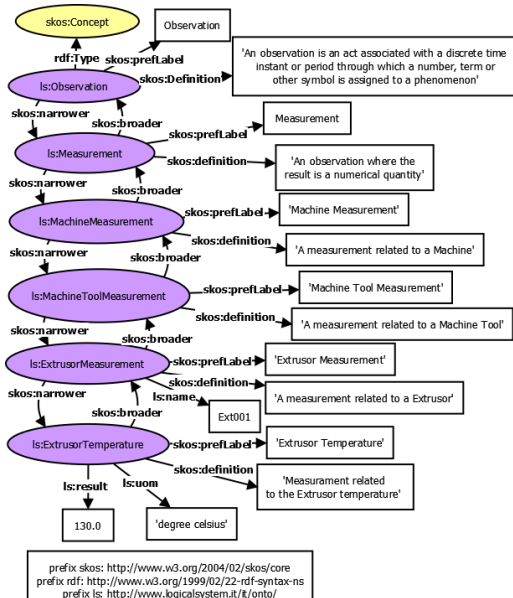 skos:Concept
Observation
rdf:Type
skos:prefLabel
'An observation is an act associated with a discrete time
instant or period through which a number, term or
other symbol is assigned to a phenomenon'
skos:Definition
ls:Observation
skos:narrower
skos:broader
skos:prefLabel
Measurement
ls:Measurement
skos:definition
'An observation where the
result is a numerical quantity'
skos:narrower
skos:broader
skos:prefLabel
'Machine Measurement'
ls:MachineMeasurement
skos:definition
'A measurement related to a Machine'
skos:narrower
skos:broader
skos:prefLabel
'Machine Tool Measurement'
ls:MachineToolMeasurement
skos:definition
'A measurement related to a Machine Tool'
skos:narrower
skos:broader
skos:prefLabel
'Extrusor Measurement'
ls:ExtrusorMeasurement
skos:definition
'A measurement related to a Extrusor'
skos:narrower
ls:name
skos:broader
Ext001
skos:prefLabel
'Extrusor Temperature'
ls:ExtrusorTemperature
skos:definition
'Measurament related
to the Extrusor temperature'
ls:result
ls:uom
130.0
'degree celsius'
prefix skos: http://www.w3.org/2004/02/skos/core
prefix rdf: http://www.w3.org/1999/02/22-rdf-syntax-ns
prefix ls: http://www.logicalsystem.it/it/onto/